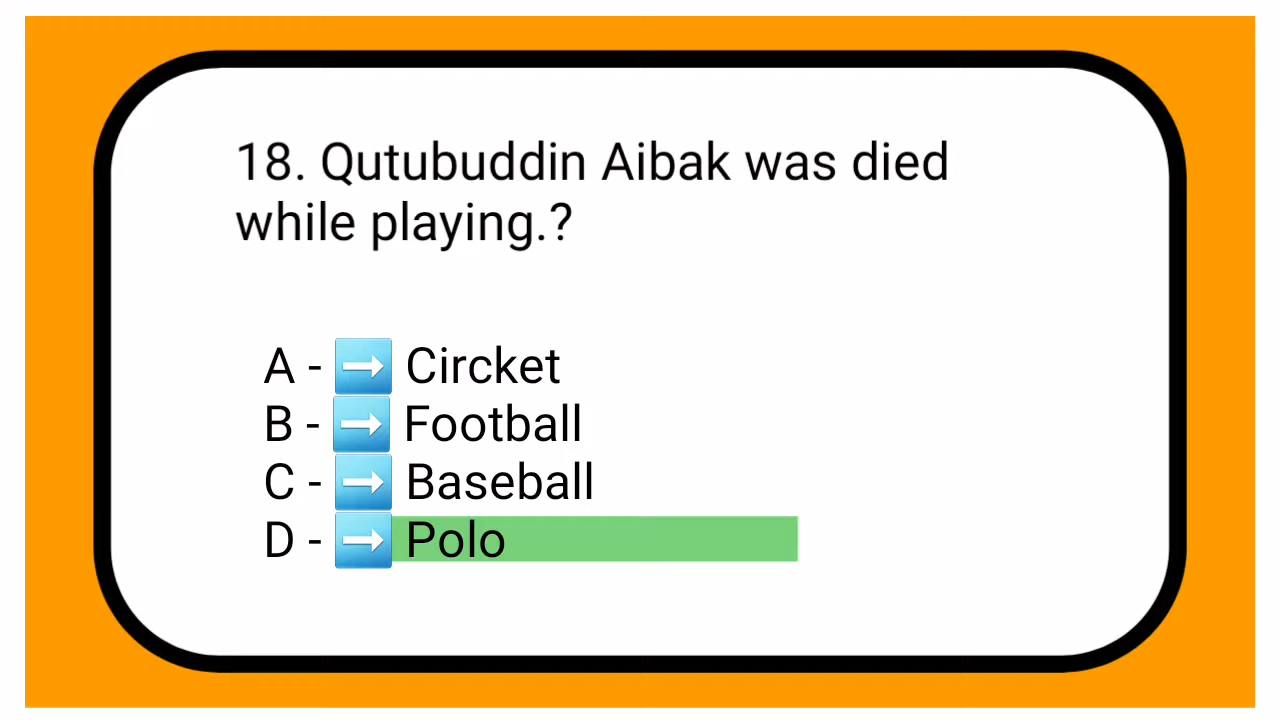 18. Qutubuddin Aibak was died
while playing.?
A - ➡️ Circket
B - ➡️ Football
C - ➡️ Baseball
D - ➡️ Polo